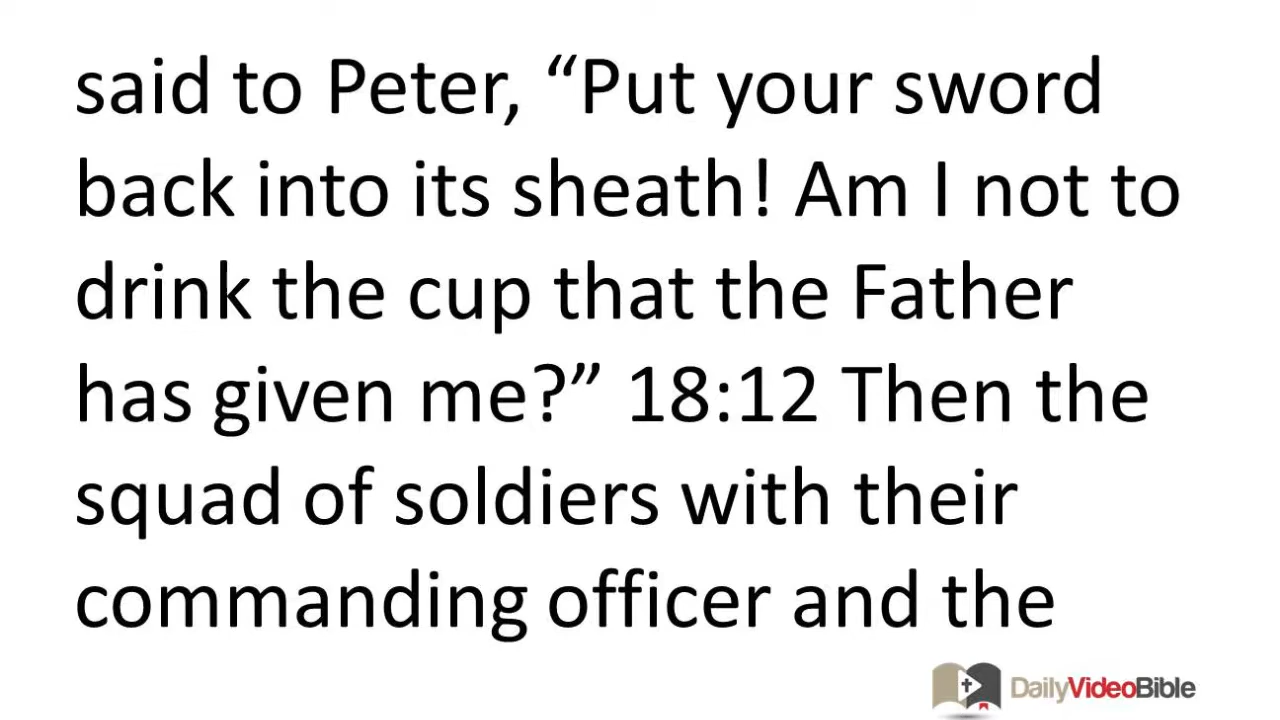 said to Peter, “Put your sword
back into its sheath! Am I not to
drink the cup that the Father
has given me?” 18:12 Then the
squad of soldiers with their
commanding officer and the
DailyVideoBible